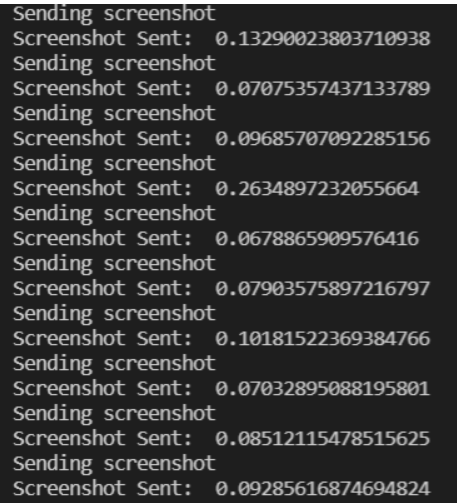 Sending screenshot
Screenshot Sent:  0.13290023803710938
Sending screenshot
Screenshot Sent:  0.07075357437133789
Sending screenshot
Screenshot Sent:  0.09685707092285156
Sending screenshot
Screenshot Sent:  0.2634897232055664
Sending screenshot
Screenshot Sent:  0.0678865909576416
Sending screenshot
Screenshot Sent:  0.07903575897216797
Sending screenshot
Screenshot Sent:  0.10181522369384766
Sending screenshot
Screenshot Sent:  0.07032895088195801
Sending screenshot
Screenshot Sent:  0.08512115478515625
Sending screenshot
Screenshot Sent:  0.09285616874694824